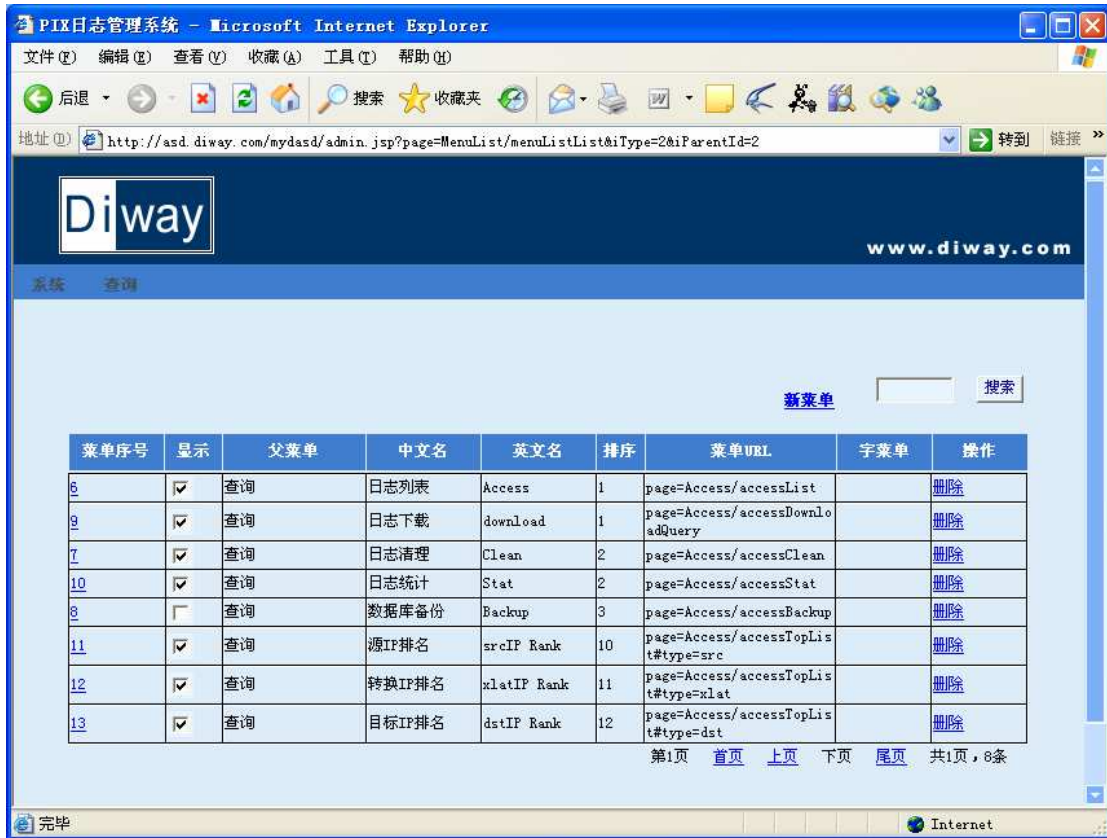 PIX日志管理系统 - Microsoft Internet Explorer
文件(F) 编辑(E) 查看(V) 收藏(A) 工具(T) 帮助(H)
后退 搜索 收藏夹
地址(D) http://asd.diway.com/mydasd/admin.jsp?page=MenuList/menuListList&iType=2&iParentId=2 转到 链接 »
Diway
www.diway.com
系统 查询
新菜单 搜索
菜单序号 显示 父菜单 中文名 英文名 排序 菜单URL 字菜单 操作
6 查询 日志列表 Access 1 page=Access/accessList 删除
9 查询 日志下载 download 1 page=Access/accessDownlo
adQuery 删除
7 查询 日志清理 Clean 2 page=Access/accessClean 删除
10 查询 日志统计 Stat 2 page=Access/accessStat 删除
8 查询 数据库备份 Backup 3 page=Access/accessBackup 删除
11 查询 源IP排名 srcIP Rank 10 page=Access/accessTopLis
t#type=src 删除
12 查询 转换IP排名 xlatIP Rank 11 page=Access/accessTopLis
t#type=xlat 删除
13 查询 目标IP排名 dstIP Rank 12 page=Access/accessTopLis
t#type=dst 删除
第1页 首页 上页 下页 尾页 共1页，8条
完毕 Internet